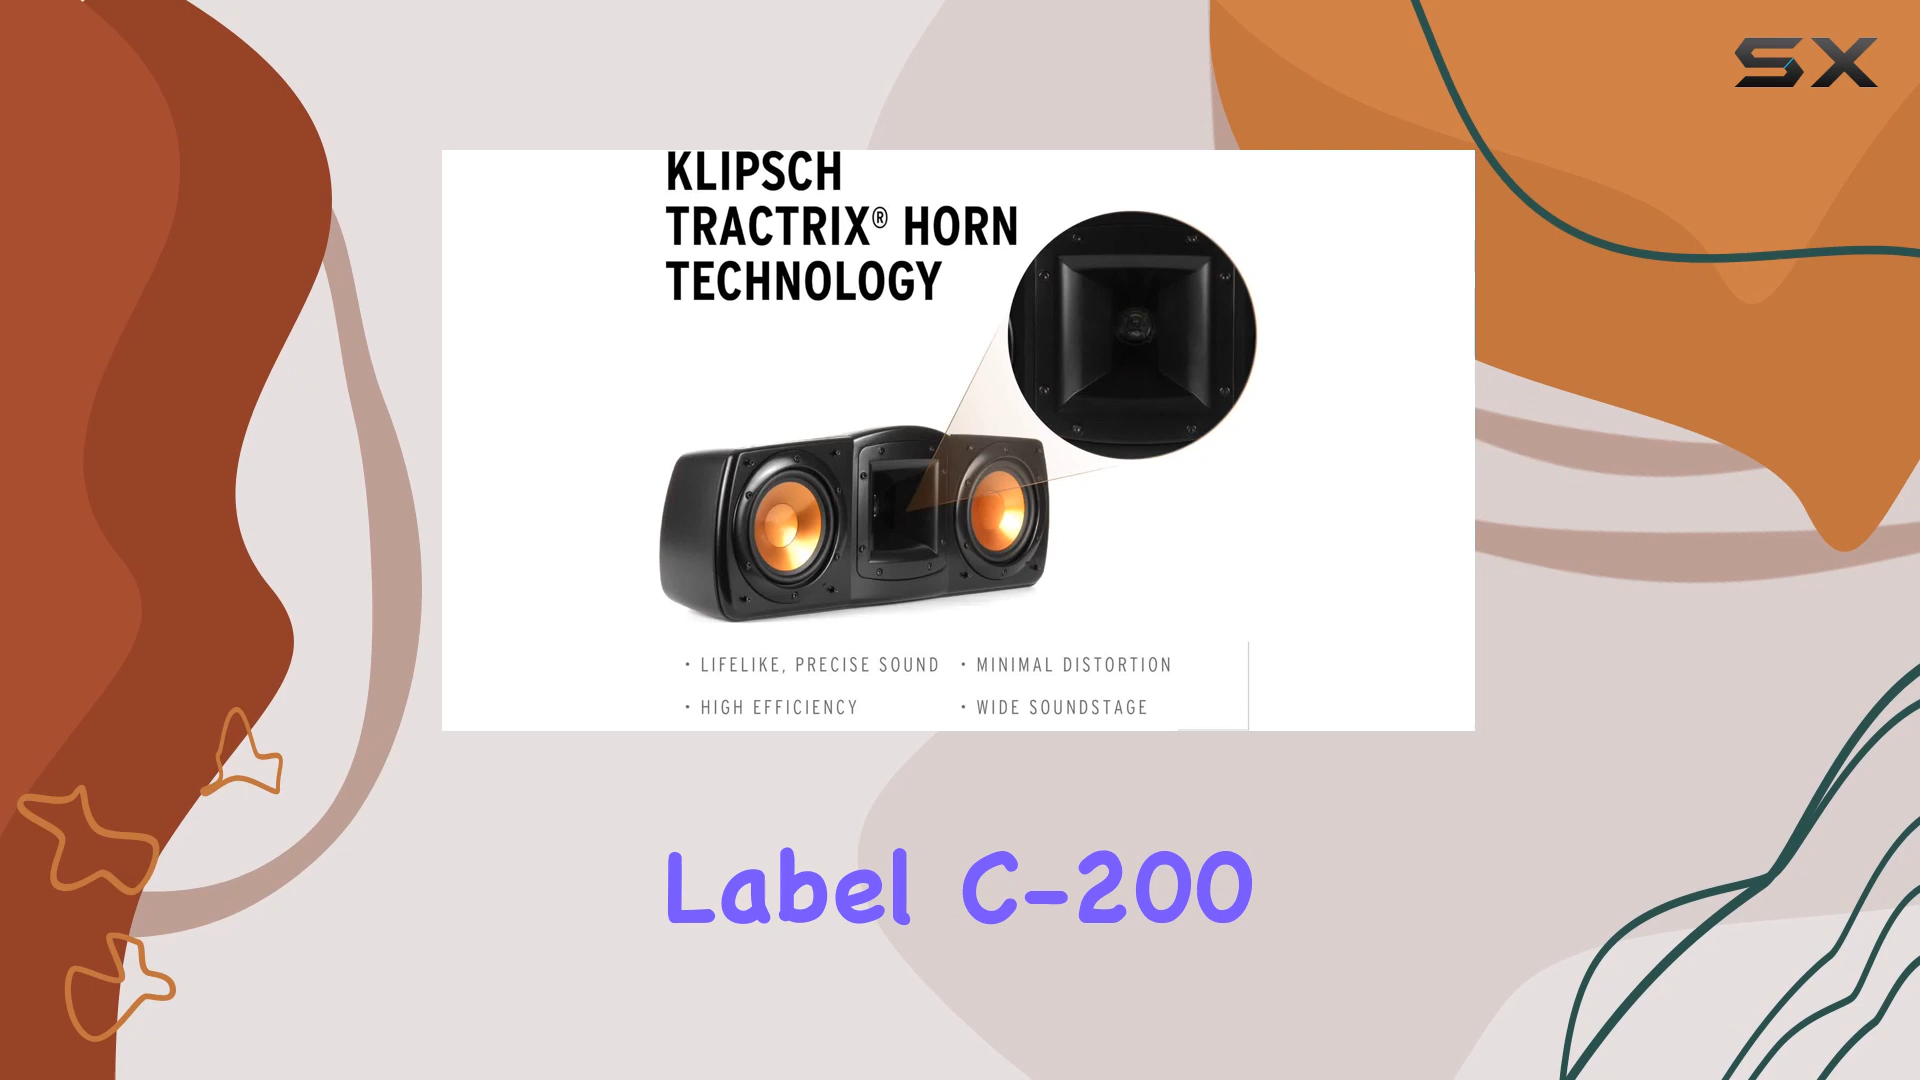 SX
KLIPSCH
TRACTRIX® HORN
TECHNOLOGY
• LIFELIKE, PRECISE SOUND • MINIMAL DISTORTION
• HIGH EFFICIENCY • WIDE SOUNDSTAGE
Label C-200